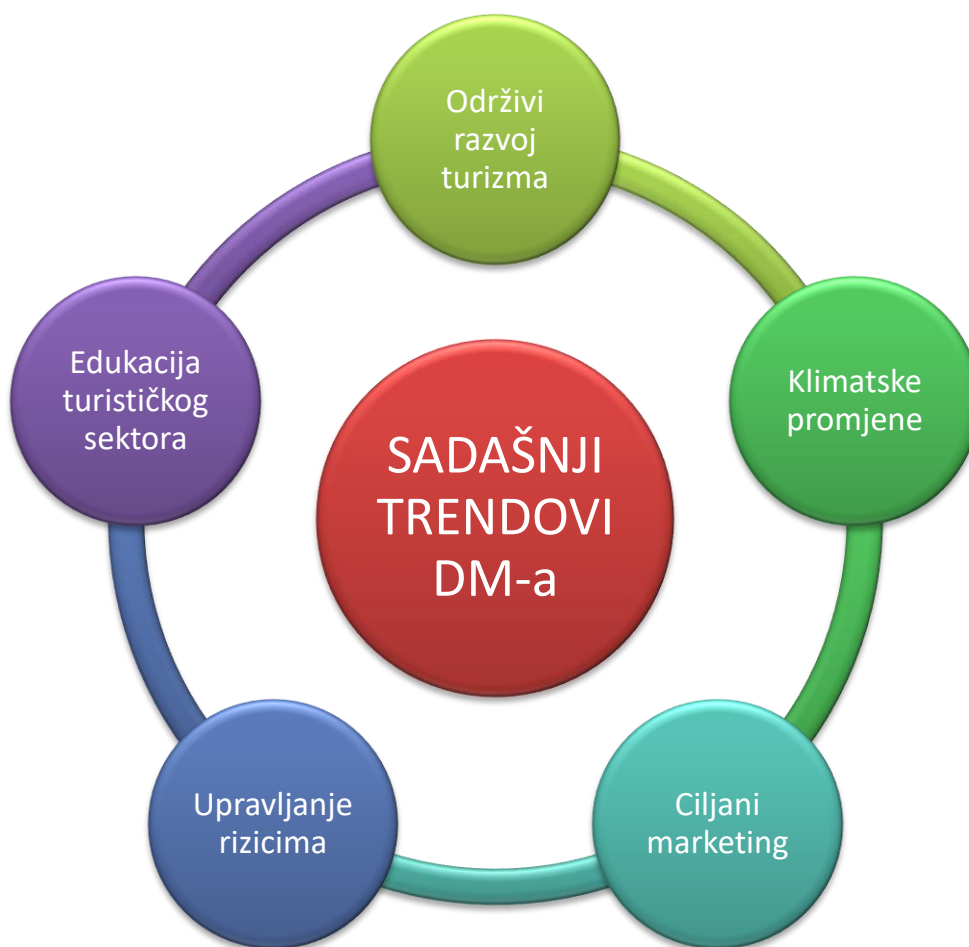 Održivi
razvoj
turizma
Klimatske
promjene
Ciljani
marketing
Upravljanje
rizicima
Edukacija
turističkog
sektora
SADAŠNJI
TRENDOVI
DM-a